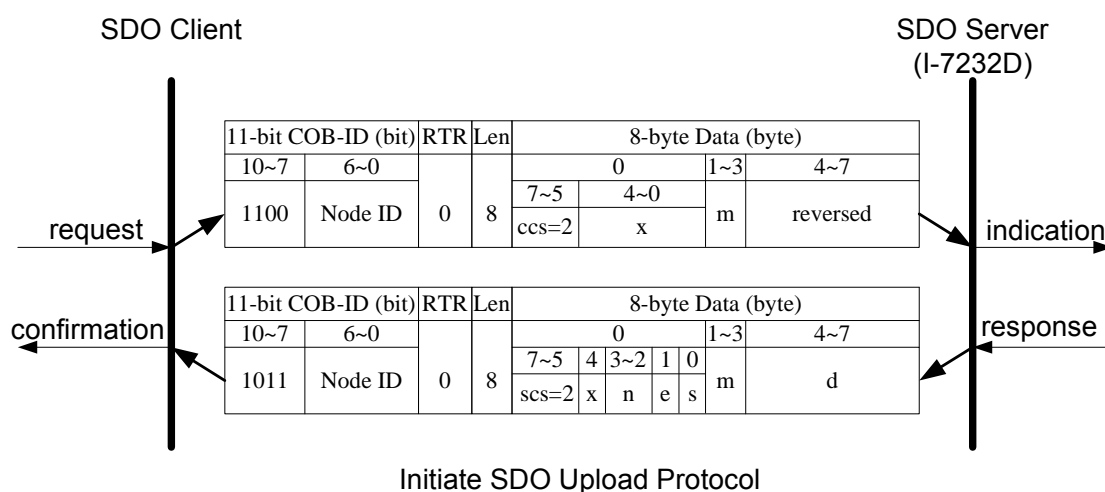 SDO Client
SDO Server
(I-7232D)
11-bit COB-ID (bit) RTR Len 8-byte Data (byte)
10~7 6~0 0 1~3 4~7
7~5 4~0
1100 Node ID 0 8 m reversed
ccs=2 x
request
indication
11-bit COB-ID (bit) RTR Len 8-byte Data (byte)
10~7 6~0 0 1~3 4~7
confirmation
response
7~5 4 3~2 1 0
1011 Node ID 0 8 m d
scs=2 x n e s
Initiate SDO Upload Protocol